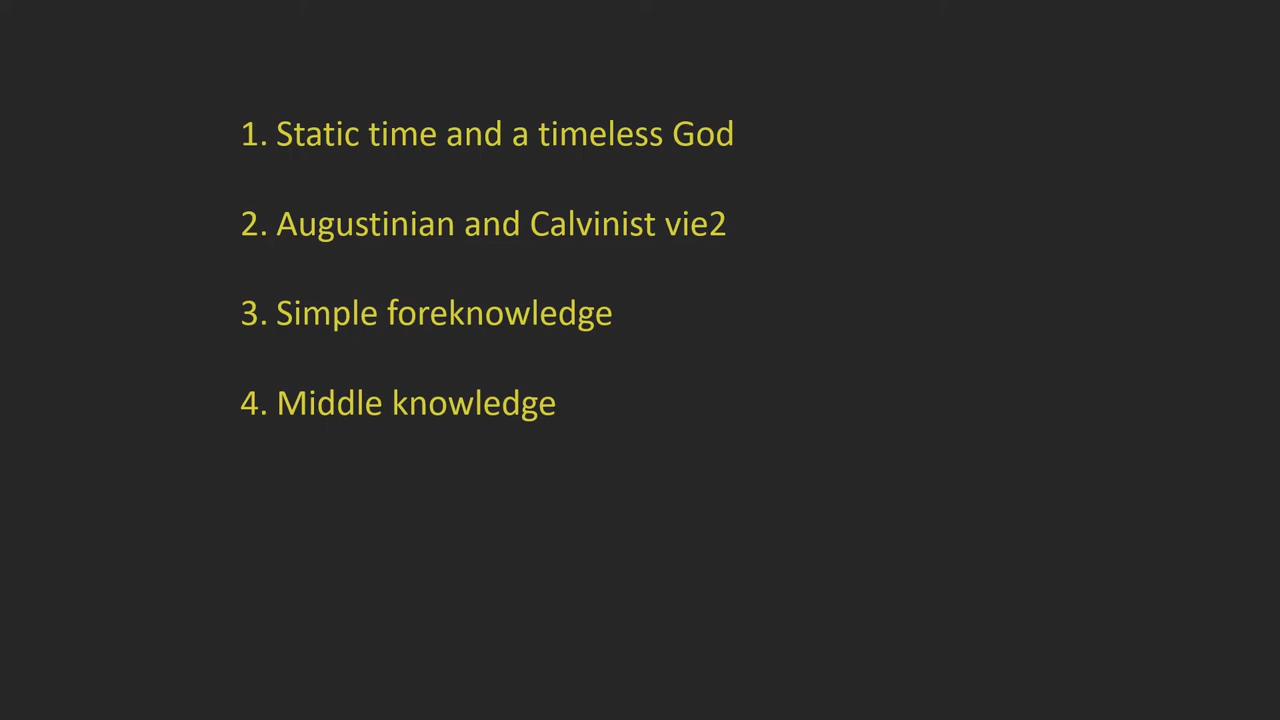 1. Static time and a timeless God
2. Augustinian and Calvinist vie2
3. Simple foreknowledge
4. Middle knowledge